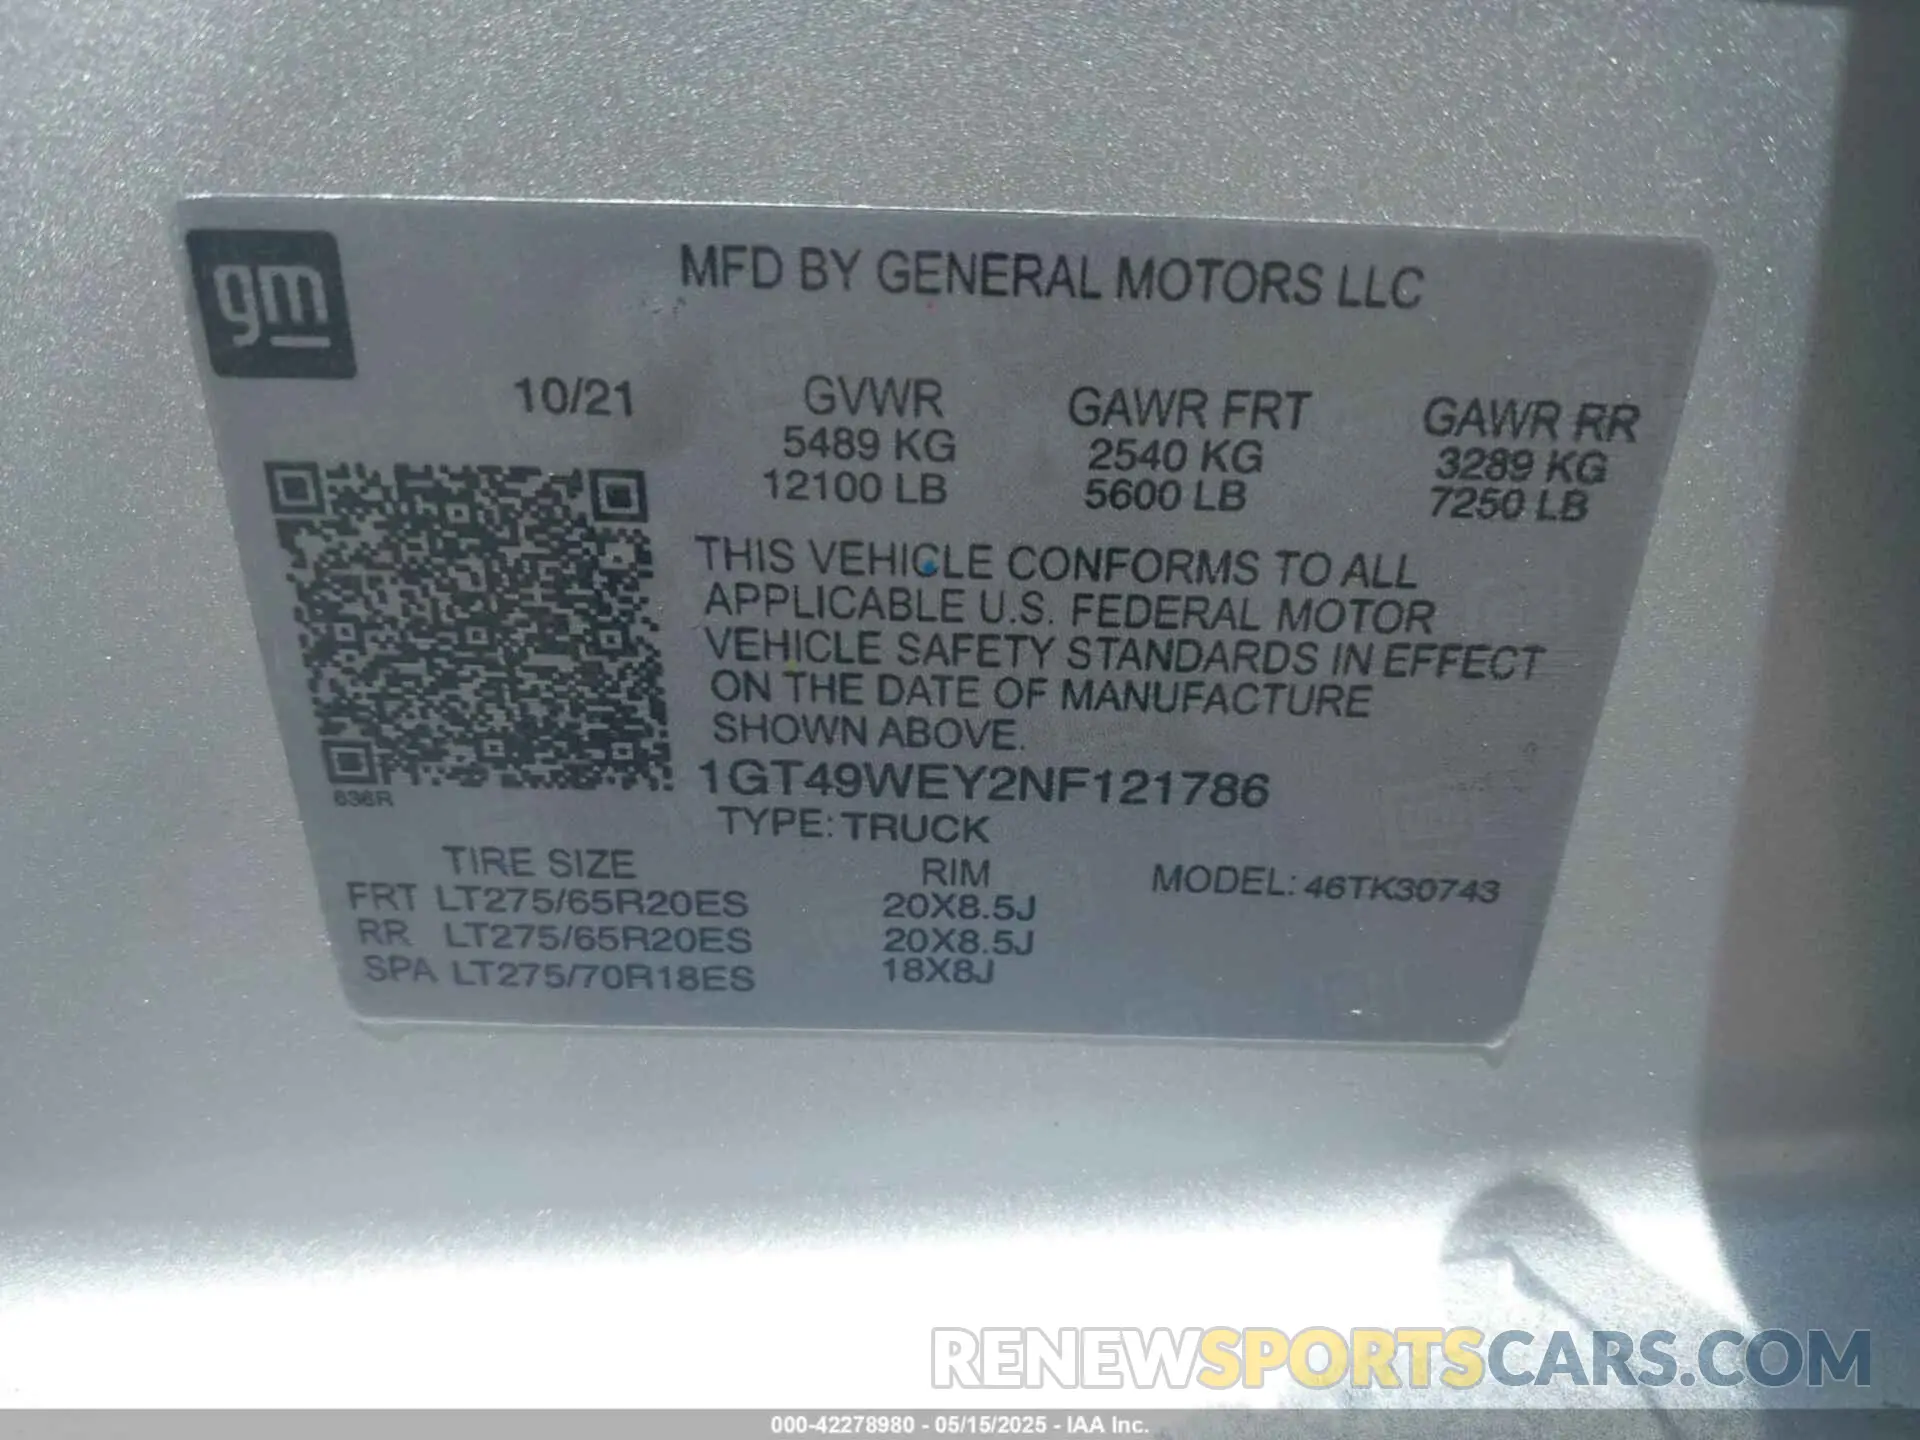 gm
MFD BY GENERAL MOTORS LLC
10/21 GVWR GAWR FRT GAWR RR
5489 KG 2540 KG 3289 KG
12100 LB 5600 LB 7250 LB
THIS VEHICLE CONFORMS TO ALL
APPLICABLE U.S. FEDERAL MOTOR
VEHICLE SAFETY STANDARDS IN EFFECT
ON THE DATE OF MANUFACTURE
SHOWN ABOVE.
1GT49WEY2NF121786
636R
TYPE: TRUCK
TIRE SIZE RIM MODEL: 46TK30743
FRT LT275/65R20ES 20X8.5J
RR LT275/65R20ES 20X8.5J
SPA LT275/70R18ES 18X8J
RENEWSPORTSCARS.COM
000-42278980 - 05/15/2025 - IAA Inc.